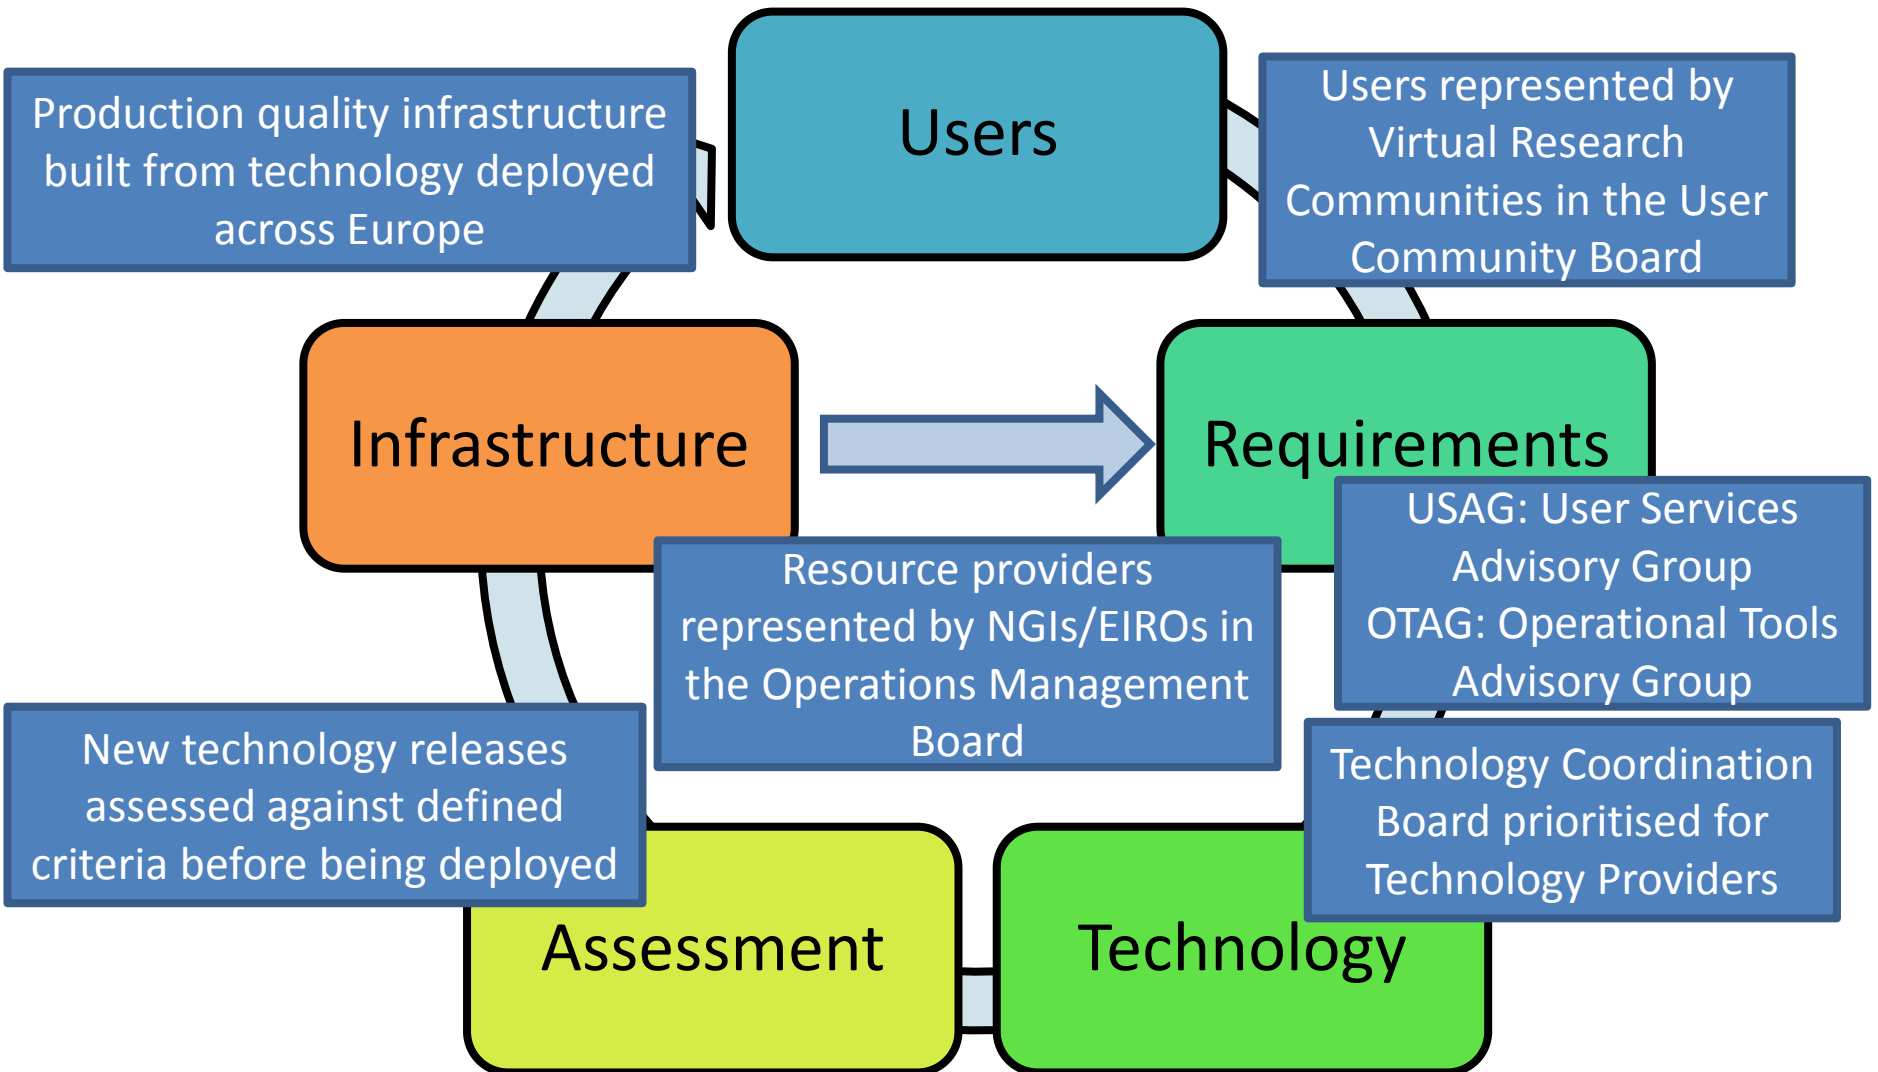 Users
Production quality infrastructure
built from technology deployed
across Europe
Users represented by
Virtual Research
Communities in the User
Community Board
Infrastructure
Requirements
USAG: User Services
Advisory Group
OTAG: Operational Tools
Advisory Group
Resource providers
represented by NGIs/EIROs in
the Operations Management
Board
New technology releases
assessed against defined
criteria before being deployed
Technology Coordination
Board prioritised for
Technology Providers
Assessment
Technology